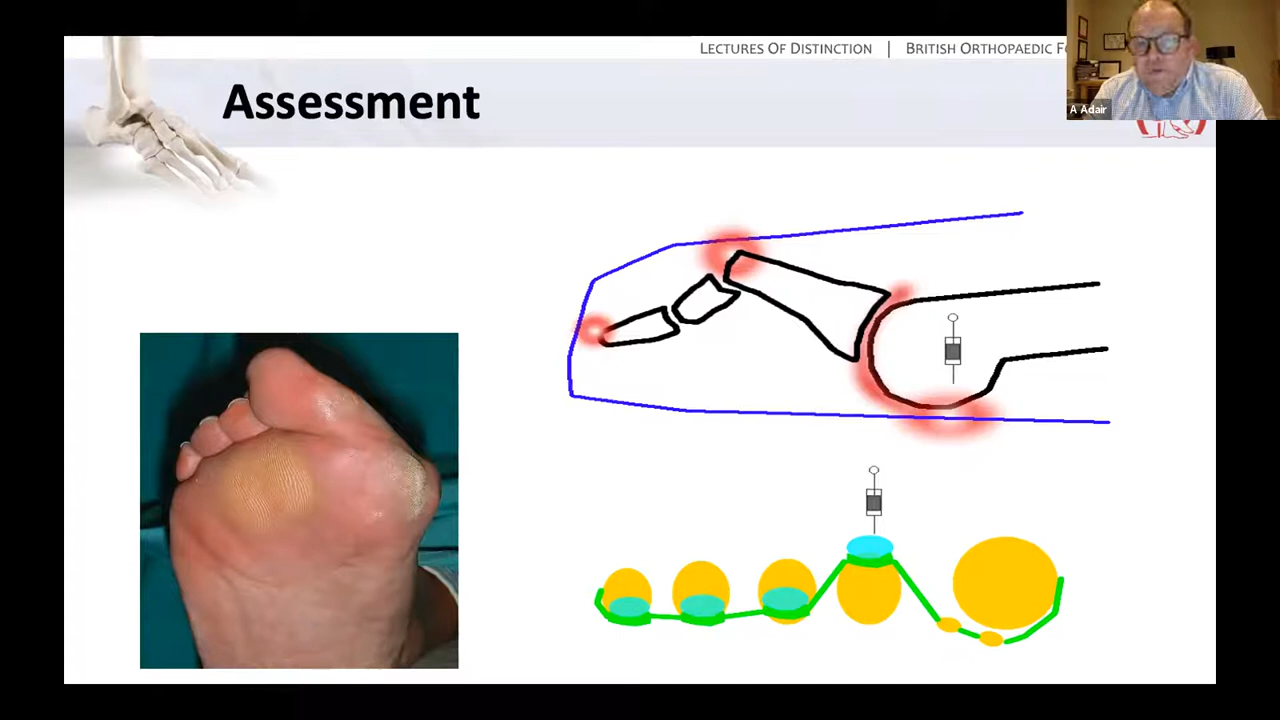 LECTURES OF DISTINCTION | BRITISH ORTHOPAEDIC
Assessment
A Adair